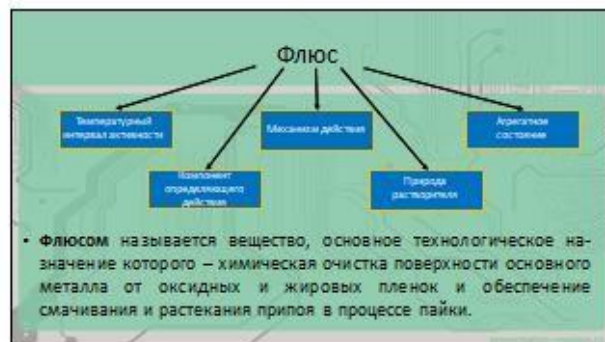 Флюс
Температурный
интервал активности
Механизм действия
Агрегатное
состояние
Компонент
определяющего
действия
Природа
растворителя
• Флюсом называется вещество, основное технологическое на-
значение которого – химическая очистка поверхности основного
металла от оксидных и жировых пленок и обеспечение
смачивания и растекания припоя в процессе пайки.